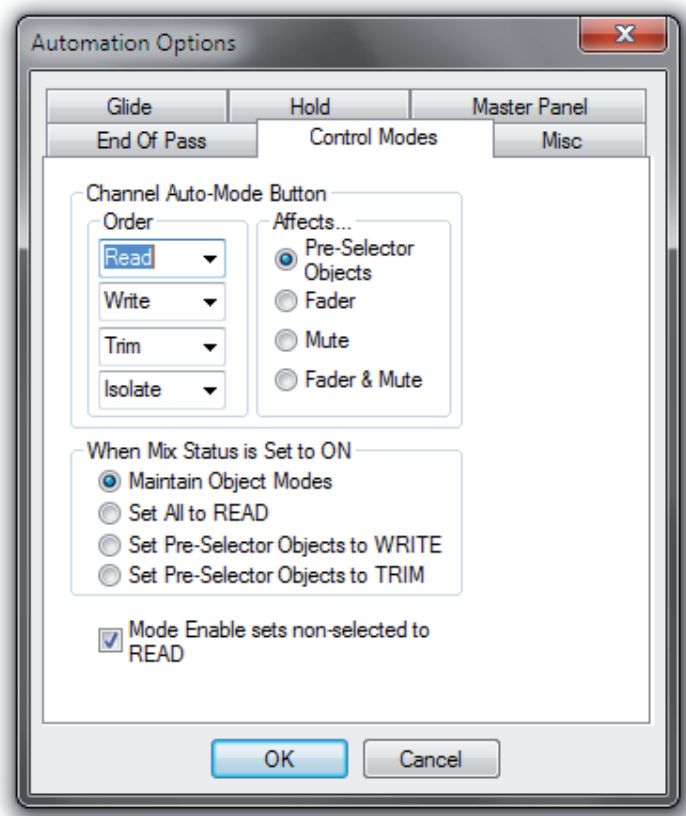 Automation Options
Glide
Hold
Master Panel
End Of Pass
Control Modes
Misc
Channel Auto-Mode Button
Order
Read
Write
Trim
Isolate
Affects...
Pre-Selector
Objects
Fader
Mute
Fader & Mute
When Mix Status is Set to ON
Maintain Object Modes
Set All to READ
Set Pre-Selector Objects to WRITE
Set Pre-Selector Objects to TRIM
Mode Enable sets non-selected to
READ
OK
Cancel